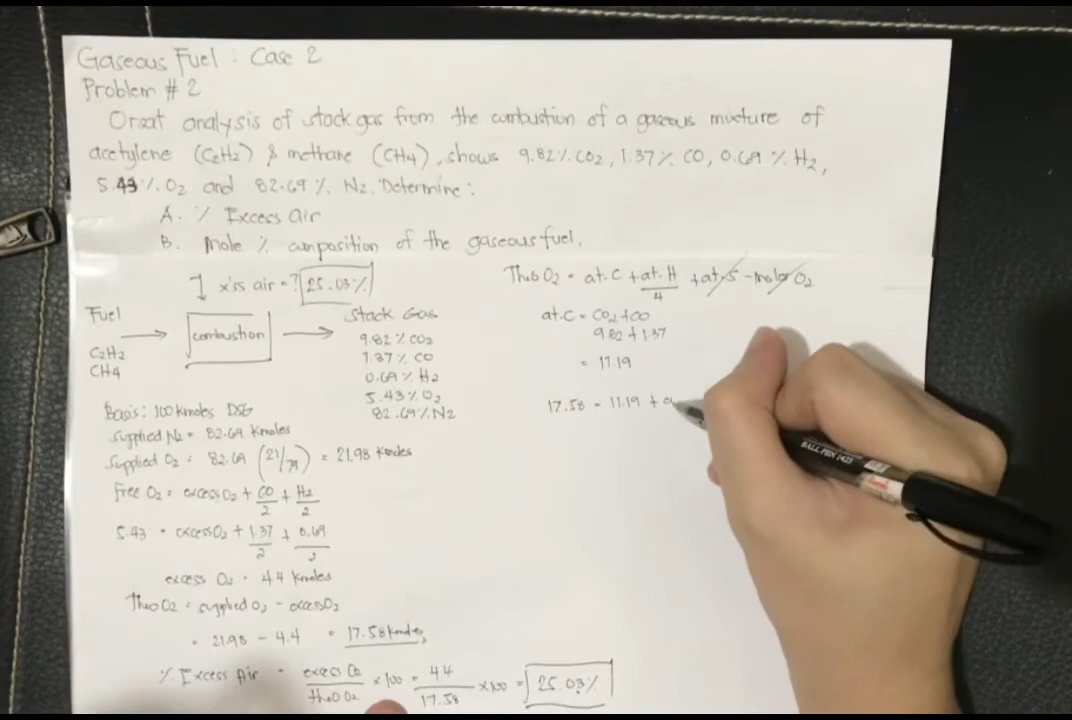 Gaseous Fuel : Case 2
Problem # 2
Orsat analysis of stack gas from the combustion of a gaseous mixture of
acetylene (C2H2) & methane (CH4), shows 9.82% CO2, 1.37% CO, 0.69% H2,
5.43% O2 and 82.69% N2. Determine:
A. % Excess air
B. Mole % composition of the gaseous fuel.
x'ss air = ? 25.03%
Fuel
C2H2
CH4
combustion
Stack Gas
9.82% CO2
1.37% CO
0.69% H2
5.43% O2
82.69% N2
Basis: 100 Kmoles DSG
Supplied N2 = 82.69 Kmoles
Supplied O2 = 82.69 (21/79) = 21.98 Kmoles
Free O2 = excess O2 + CO/2 + H2/2
5.43 = excess O2 + 1.37/2 + 0.69/2
excess O2 = 4.4 Kmoles
Theo O2 = supplied O2 - excess O2
= 21.98 - 4.4 = 17.58 Kmoles
% Excess Air = excess O2/theo O2 x 100 = 4.4/17.58 x 100 = 25.03%
Theo O2 = at.C + at.H/4 + at.S - moles O2
at.C = CO2 + CO
9.82 + 1.37
= 11.19
17.58 = 11.19 + a
BALL PEN 1425